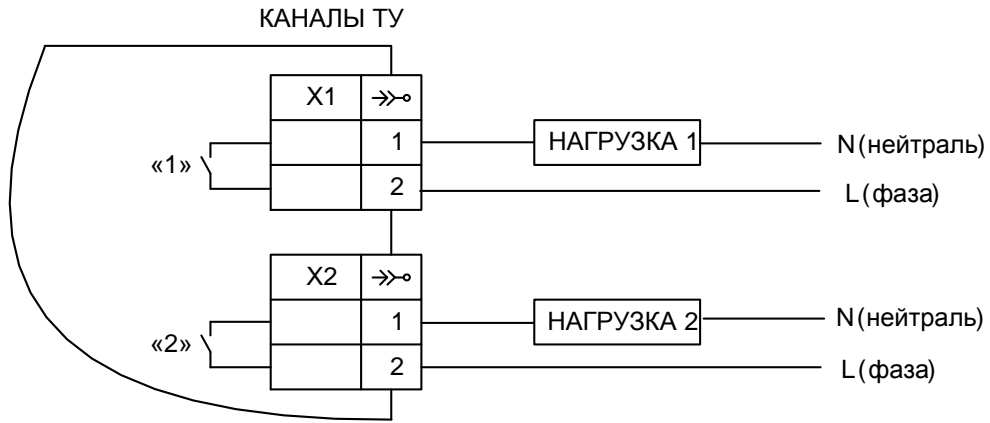 КАНАЛЫ ТУ
X1
«1»
1
НАГРУЗКА 1
N(нейтраль)
2
L(фаза)
X2
«2»
1
НАГРУЗКА 2
N(нейтраль)
2
L(фаза)